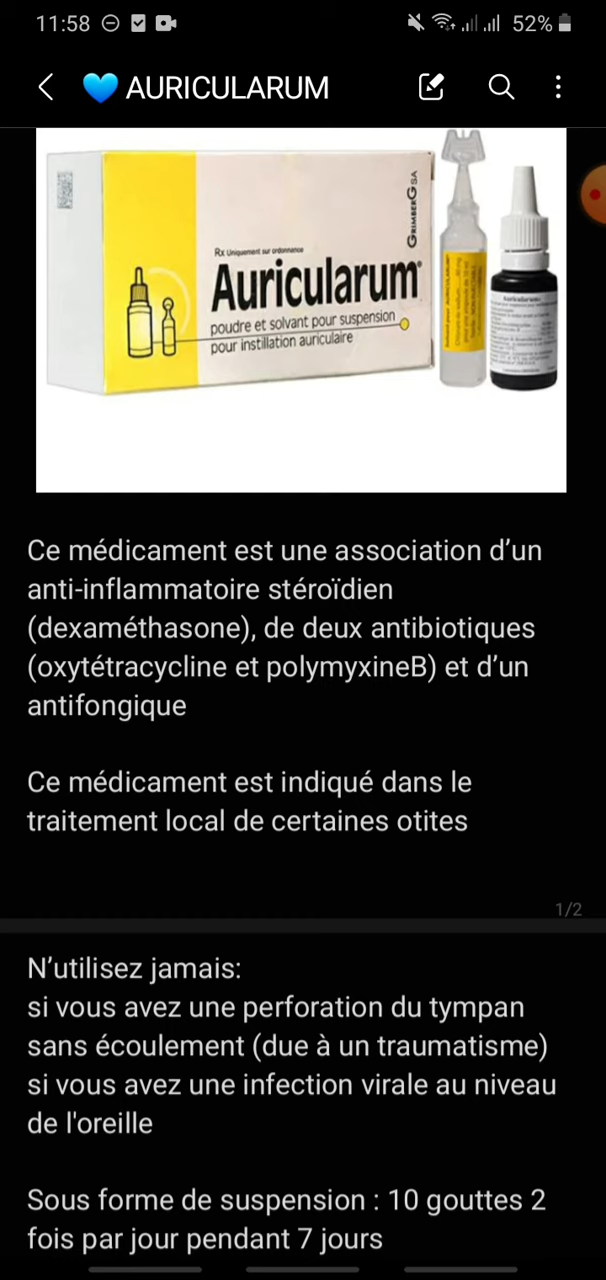 11:58
52%
💙 AURICULARUM
GRIMBERG SA
Rx Uniquement sur ordonnance
Auricularum®
poudre et solvant pour suspension
pour instillation auriculaire
Auricularum
Ce médicament est une association d’un
anti-inflammatoire stéroïdien
(dexaméthasone), de deux antibiotiques
(oxytétracycline et polymyxineB) et d’un
antifongique
Ce médicament est indiqué dans le
traitement local de certaines otites
1/2
N’utilisez jamais:
si vous avez une perforation du tympan
sans écoulement (due à un traumatisme)
si vous avez une infection virale au niveau
de l'oreille
Sous forme de suspension : 10 gouttes 2
fois par jour pendant 7 jours